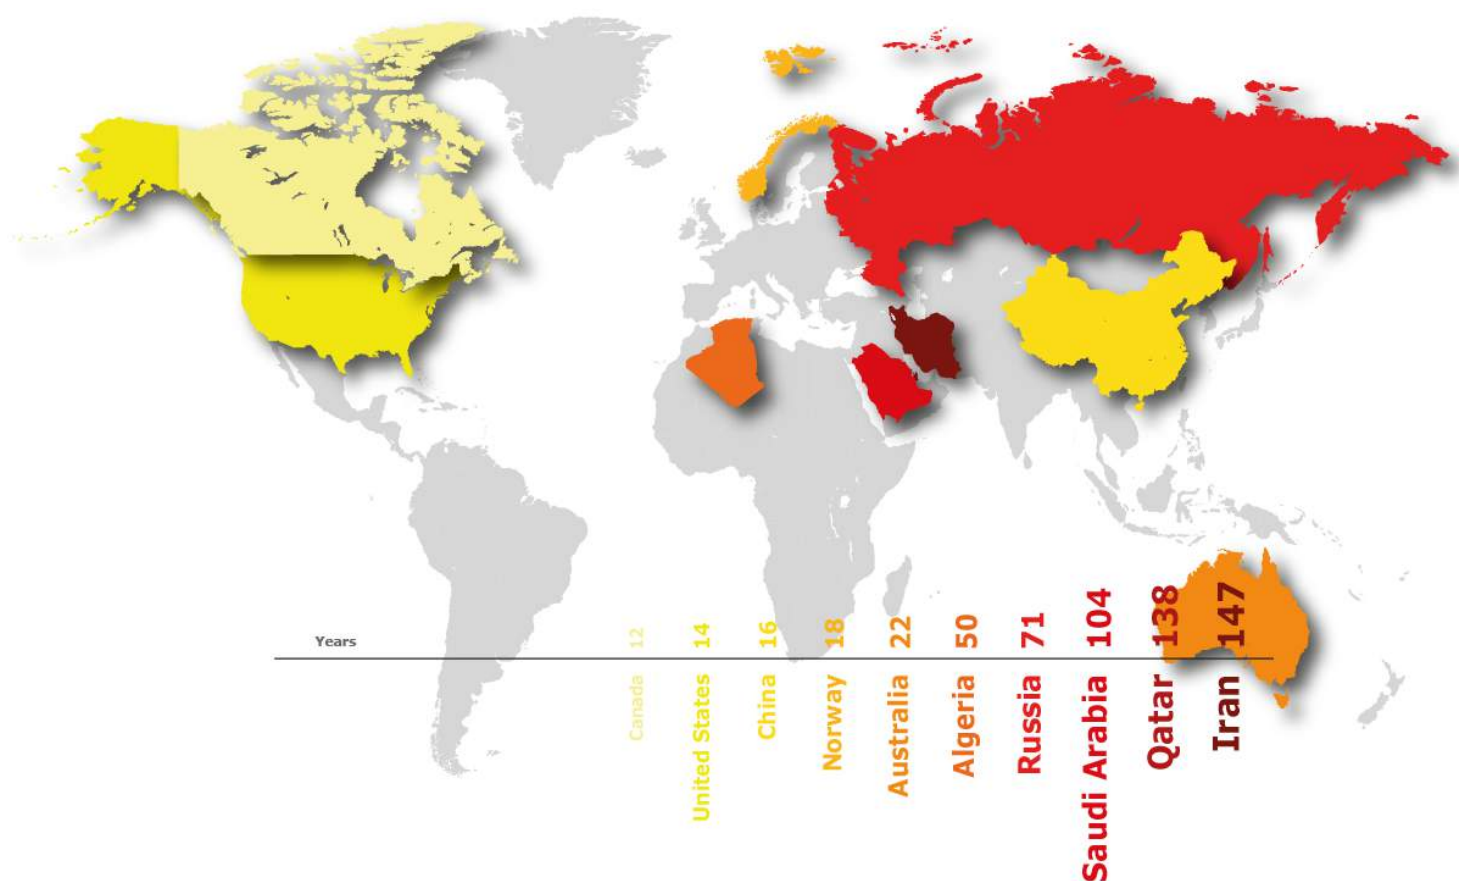 Years
12
14
16
18
22
50
71
104
138
147
Canada
United States
China
Norway
Australia
Algeria
Russia
Saudi Arabia
Qatar
Iran